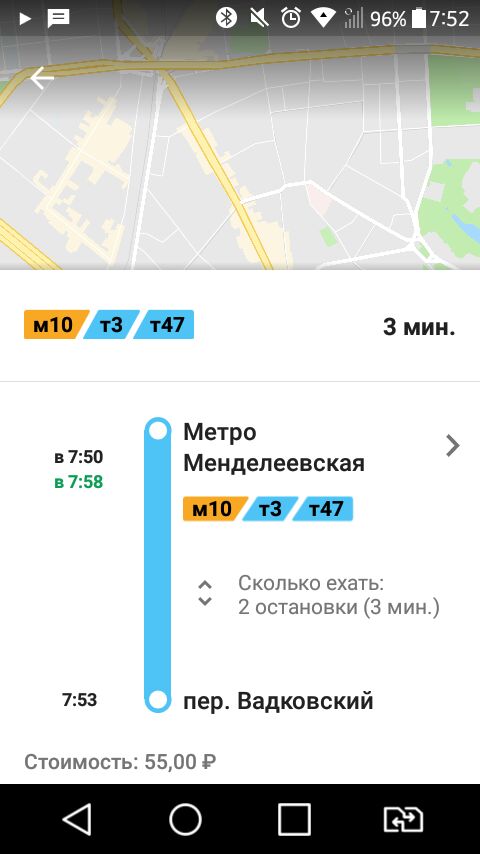 96% 7:52
м10 т3 т47 3 мин.
Метро
Менделеевская
в 7:50
в 7:58
м10 т3 т47
Сколько ехать:
2 остановки (3 мин.)
7:53 пер. Вадковский
Стоимость: 55,00 ₽